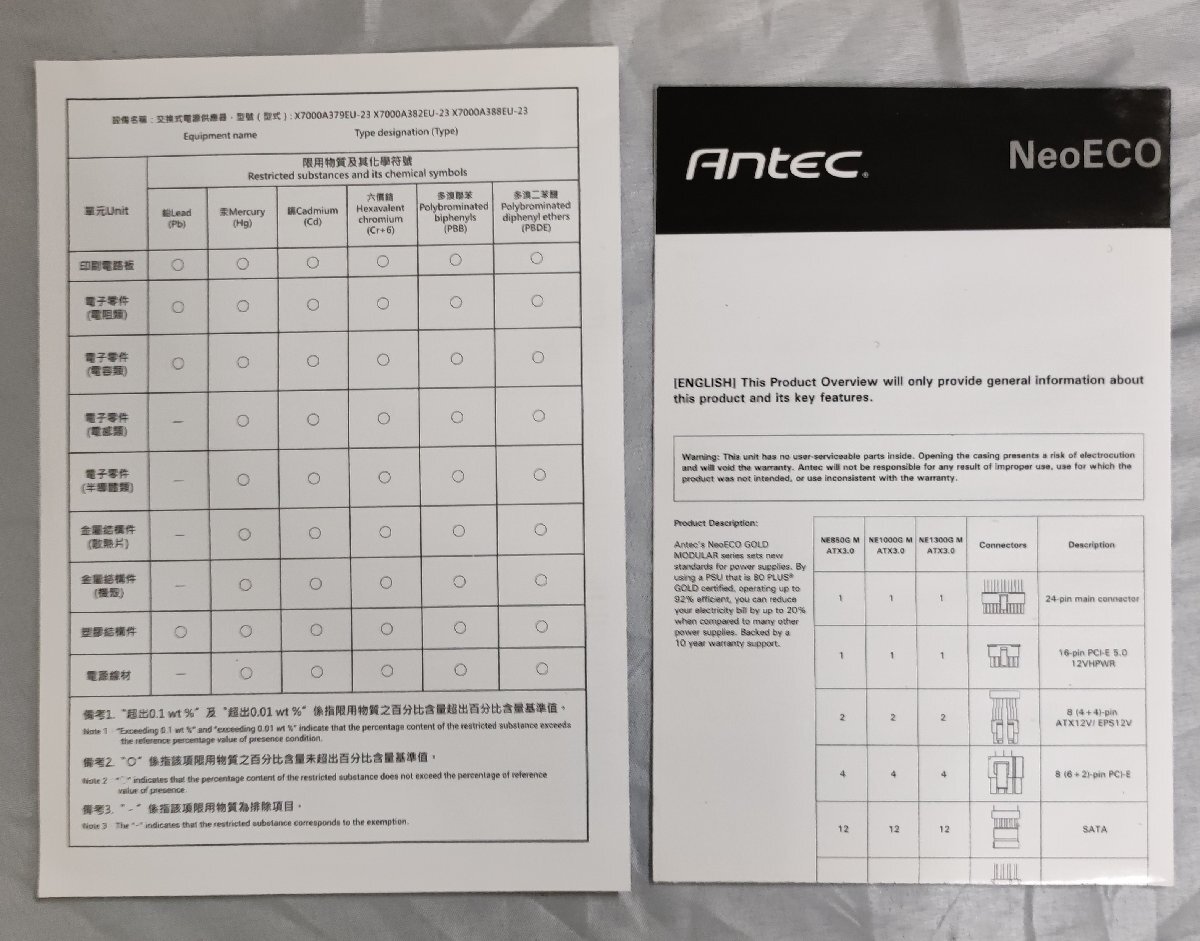 設備名稱：交換式電源供應器，型號（型式）: X7000A379EU-23 X7000A382EU-23 X7000A388EU-23
Equipment name Type designation (Type)
單元Unit
限用物質及其化學符號
Restricted substances and its chemical symbols
鉛Lead
(Pb)
汞Mercury
(Hg)
鎘Cadmium
(Cd)
六價鉻
Hexavalent
chromium
(Cr+6)
多溴聯苯
Polybrominated
biphenyls
(PBB)
多溴二苯醚
Polybrominated
diphenyl ethers
(PBDE)
印刷電路板 ○ ○ ○ ○ ○ ○
電子零件
(電阻類) ○ ○ ○ ○ ○ ○
電子零件
(電容類) ○ ○ ○ ○ ○ ○
電子零件
(電感類) － ○ ○ ○ ○ ○
電子零件
(半導體類) － ○ ○ ○ ○ ○
金屬結構件
(散熱片) － ○ ○ ○ ○ ○
金屬結構件
(機殼) － ○ ○ ○ ○ ○
塑膠結構件 ○ ○ ○ ○ ○ ○
電源線材 － ○ ○ ○ ○ ○
備考1. "超出0.1 wt %" 及 "超出0.01 wt %" 係指限用物質之百分比含量超出百分比含量基準值。
Note 1 "Exceeding 0.1 wt %" and "exceeding 0.01 wt %" indicate that the percentage content of the restricted substance exceeds
the reference percentage value of presence condition.
備考2. "○" 係指該項限用物質之百分比含量未超出百分比含量基準值。
Note 2 "○" indicates that the percentage content of the restricted substance does not exceed the percentage of reference
value of presence.
備考3. "-" 係指該項限用物質為排除項目。
Note 3 The "-" indicates that the restricted substance corresponds to the exemption.
Antec®
NeoECO
[ENGLISH] This Product Overview will only provide general information about
this product and its key features.
Warning: This unit has no user-serviceable parts inside. Opening the casing presents a risk of electrocution
and will void the warranty. Antec will not be responsible for any result of improper use, use for which the
product was not intended, or use inconsistent with the warranty.
Product Description:
Antec's NeoECO GOLD
MODULAR series sets new
standards for power supplies. By
using a PSU that is 80 PLUS®
GOLD certified, operating up to
92% efficient, you can reduce
your electricity bill by up to 20%
when compared to many other
power supplies. Backed by a
10 year warranty support.
NE850G M
ATX3.0
NE1000G M
ATX3.0
NE1300G M
ATX3.0
Connectors
Description
1 1 1 24-pin main connector
1 1 1 16-pin PCI-E 5.0
12VHPWR
2 2 2 8 (4+4)-pin
ATX12V/ EPS12V
4 4 4 8 (6+2)-pin PCI-E
12 12 12 SATA